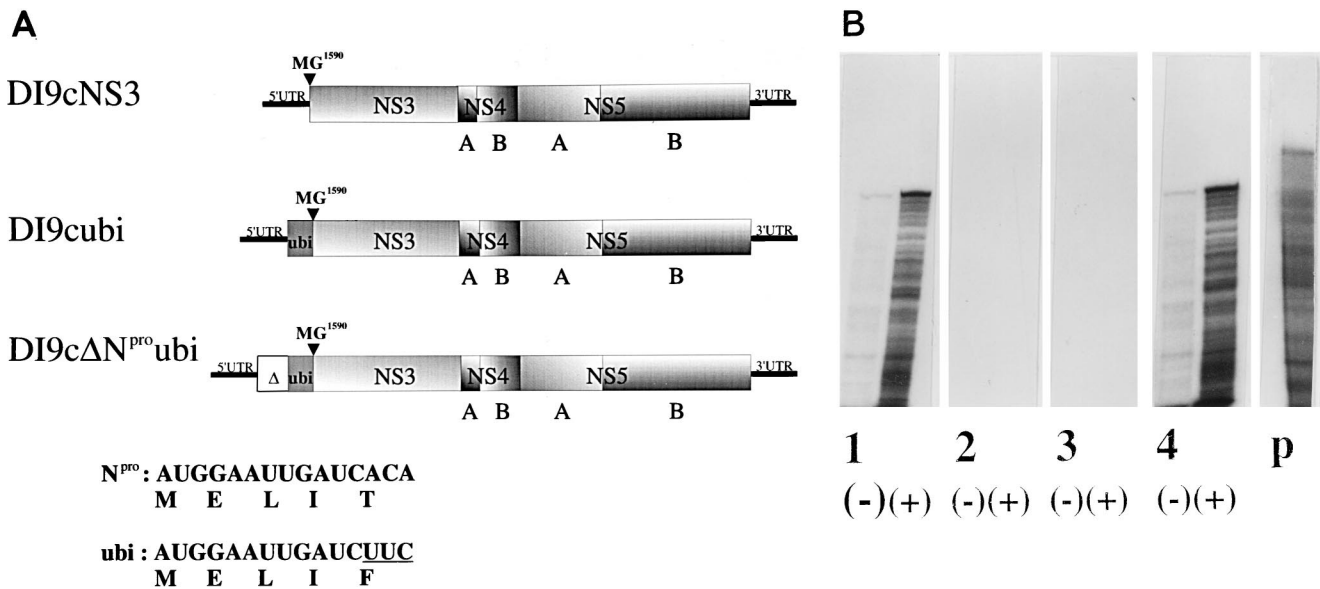 A
DI9cNS3
MG¹⁵⁹⁰
5'UTR NS3 NS4 NS5 3'UTR
A B A B
DI9cubi
MG¹⁵⁹⁰
5'UTR ubi NS3 NS4 NS5 3'UTR
A B A B
DI9cΔNᵖʳᵒubi
MG¹⁵⁹⁰
5'UTR Δ ubi NS3 NS4 NS5 3'UTR
A B A B
Nᵖʳᵒ : AUGGAAUUGAUCACA
M E L I T
ubi : AUGGAAUUGAUCUUC
M E L I F
B
1 2 3 4 p
(-) (+) (-) (+) (-) (+) (-) (+)